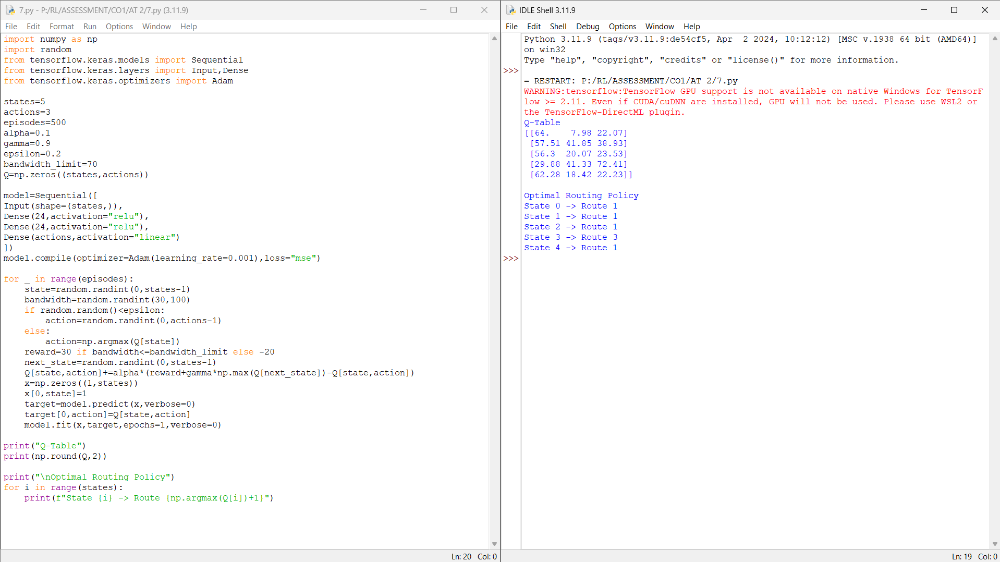 7.py - P:/RL/ASSESSMENT/CO1/AT 2/7.py (3.11.9)
File Edit Format Run Options Window Help
import numpy as np
import random
from tensorflow.keras.models import Sequential
from tensorflow.keras.layers import Input,Dense
from tensorflow.keras.optimizers import Adam

states=5
actions=3
episodes=500
alpha=0.1
gamma=0.9
epsilon=0.2
bandwidth_limit=70
Q=np.zeros((states,actions))

model=Sequential([
Input(shape=(states,)),
Dense(24,activation="relu"),
Dense(24,activation="relu"),
Dense(actions,activation="linear")
])
model.compile(optimizer=Adam(learning_rate=0.001),loss="mse")

for _ in range(episodes):
    state=random.randint(0,states-1)
    bandwidth=random.randint(30,100)
    if random.random()<epsilon:
        action=random.randint(0,actions-1)
    else:
        action=np.argmax(Q[state])
    reward=30 if bandwidth<=bandwidth_limit else -20
    next_state=random.randint(0,states-1)
    Q[state,action]+=alpha*(reward+gamma*np.max(Q[next_state])-Q[state,action])
    x=np.zeros((1,states))
    x[0,state]=1
    target=model.predict(x,verbose=0)
    target[0,action]=Q[state,action]
    model.fit(x,target,epochs=1,verbose=0)

print("Q-Table")
print(np.round(Q,2))

print("\nOptimal Routing Policy")
for i in range(states):
    print(f"State {i} -> Route {np.argmax(Q[i])+1}")
Ln: 20 Col: 0
IDLE Shell 3.11.9
File Edit Shell Debug Options Window Help
Python 3.11.9 (tags/v3.11.9:de54cf5, Apr  2 2024, 10:12:12) [MSC v.1938 64 bit (AMD64)]
on win32
Type "help", "copyright", "credits" or "license()" for more information.
>>>
= RESTART: P:/RL/ASSESSMENT/CO1/AT 2/7.py
WARNING:tensorflow:TensorFlow GPU support is not available on native Windows for TensorF
low >= 2.11. Even if CUDA/cuDNN are installed, GPU will not be used. Please use WSL2 or
the TensorFlow-DirectML plugin.
Q-Table
[[64.    7.98 22.07]
 [57.51 41.85 38.93]
 [56.3  20.07 23.53]
 [29.88 41.33 72.41]
 [62.28 18.42 22.23]]

Optimal Routing Policy
State 0 -> Route 1
State 1 -> Route 1
State 2 -> Route 1
State 3 -> Route 3
State 4 -> Route 1
>>>
Ln: 19 Col: 0